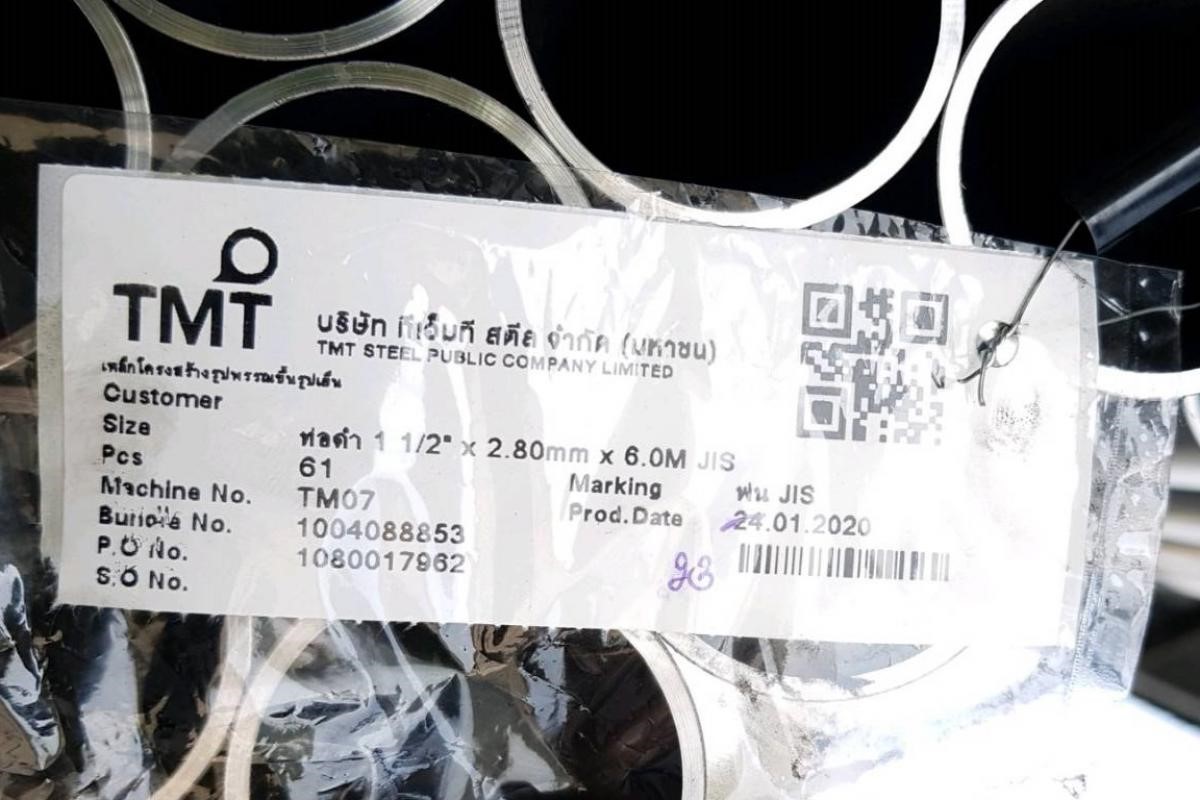 TMT
บริษัท ทีเอ็มที สตีล จำกัด (มหาชน)
TMT STEEL PUBLIC COMPANY LIMITED
เหล็กโครงสร้างรูปพรรณขึ้นรูปเย็น
Customer
Size ท่อดำ 1 1/2" x 2.80mm x 6.0M JIS
Pcs 61 Marking พ่น JIS
Machine No. TM07 Prod.Date 24.01.2020
Bundle No. 1004088853
P.O No. 1080017962
S.O No.